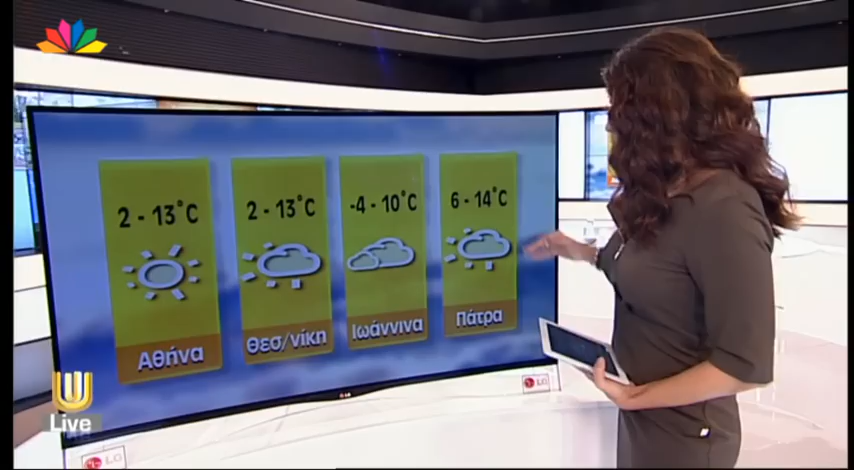 2 - 13°C
2 - 13°C
-4 - 10°C
6 - 14°C
Αθήνα
Θεσ/νίκη
Ιωάννινα
Πάτρα
LG
Live
LG